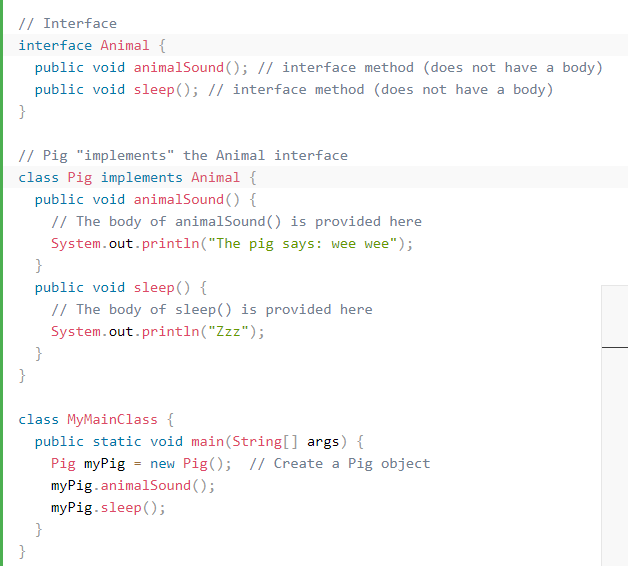 // Interface
interface Animal {
  public void animalSound(); // interface method (does not have a body)
  public void sleep(); // interface method (does not have a body)
}

// Pig "implements" the Animal interface
class Pig implements Animal {
  public void animalSound() {
    // The body of animalSound() is provided here
    System.out.println("The pig says: wee wee");
  }
  public void sleep() {
    // The body of sleep() is provided here
    System.out.println("Zzz");
  }
}

class MyMainClass {
  public static void main(String[] args) {
    Pig myPig = new Pig();  // Create a Pig object
    myPig.animalSound();
    myPig.sleep();
  }
}